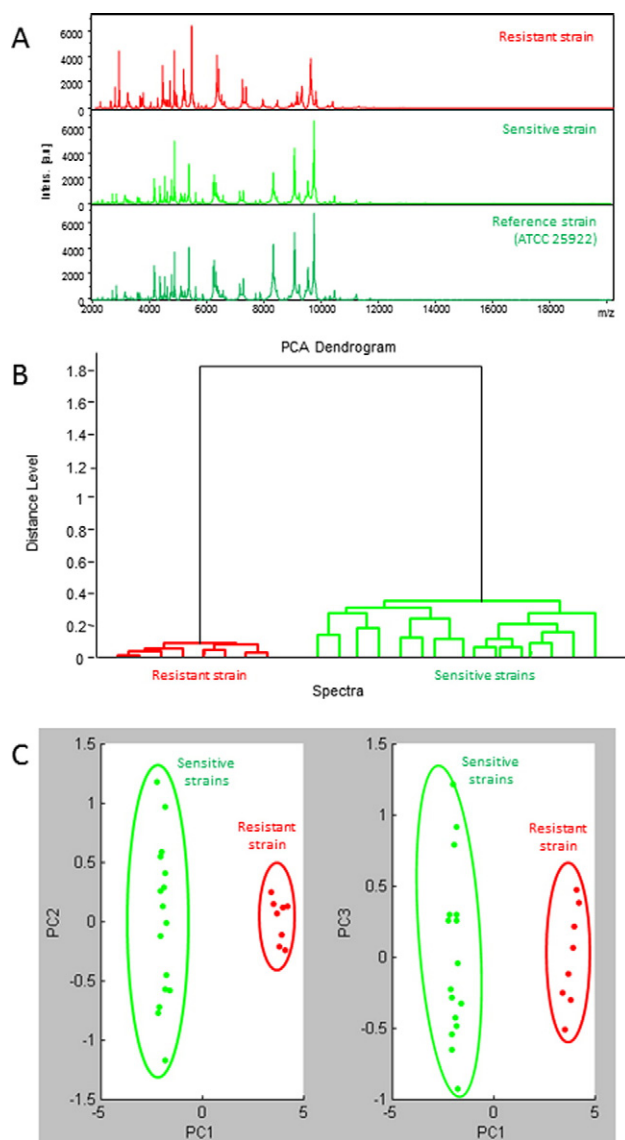 A
Resistant strain
6000
4000
2000
0
Intens. [a.u]
Sensitive strain
6000
4000
2000
0
Reference strain
(ATCC 25922)
6000
4000
2000
0
2000 4000 6000 8000 10000 12000 14000 16000 18000 m/z
B
PCA Dendrogram
1.8
1.6
1.4
1.2
1
0.8
0.6
0.4
0.2
0
Distance Level
Resistant strain
Sensitive strains
Spectra
C
1.5
1
0.5
0
-0.5
-1
-1.5
PC2
Sensitive
strains
Resistant
strain
-5 0 5
PC1
1.5
1
0.5
0
-0.5
-1
PC3
Sensitive
strains
Resistant
strain
-5 0 5
PC1